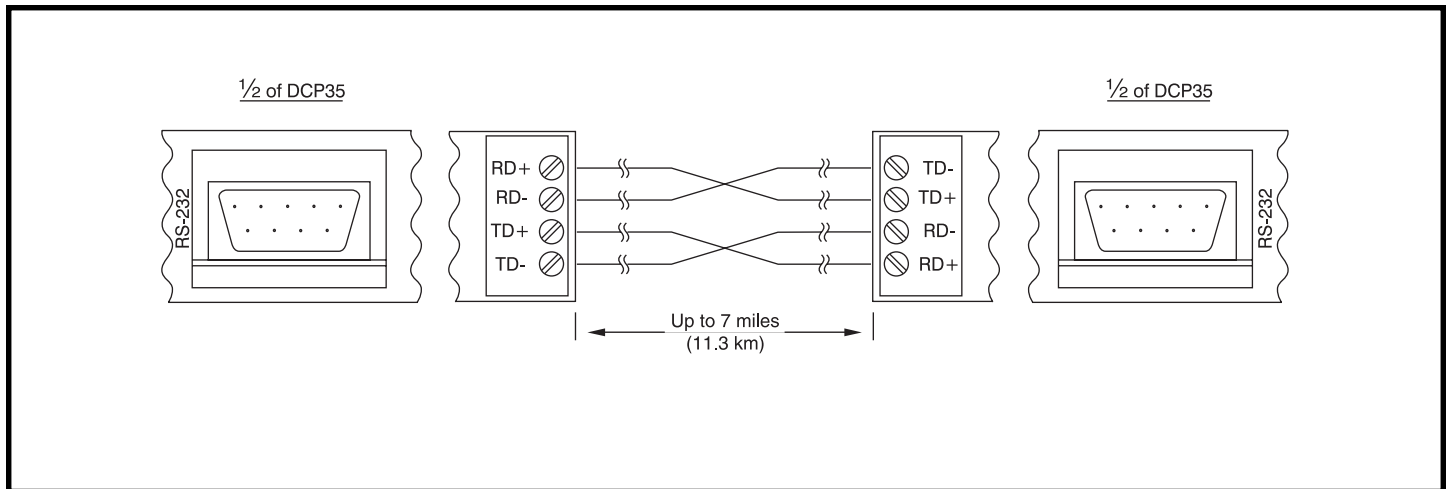 ½ of DCP35
½ of DCP35
RS-232
RD+
RD-
TD+
TD-
TD-
TD+
RD-
RD+
RS-232
Up to 7 miles
(11.3 km)